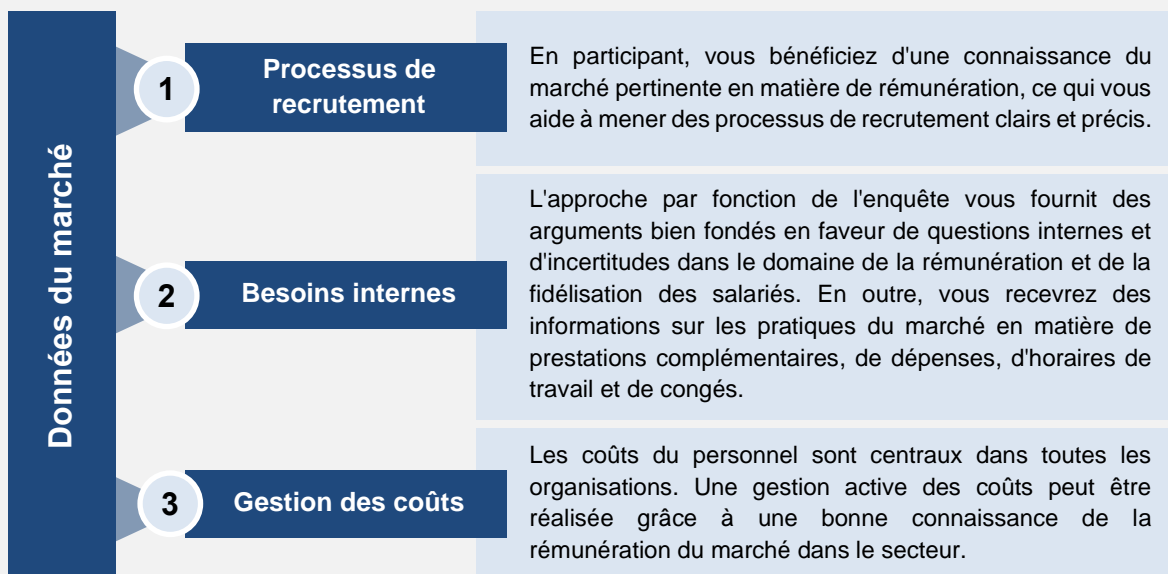 Données du marché
1
Processus de
recrutement
En participant, vous bénéficiez d'une connaissance du
marché pertinente en matière de rémunération, ce qui vous
aide à mener des processus de recrutement clairs et précis.
2
Besoins internes
L'approche par fonction de l'enquête vous fournit des
arguments bien fondés en faveur de questions internes et
d'incertitudes dans le domaine de la rémunération et de la
fidélisation des salariés. En outre, vous recevrez des
informations sur les pratiques du marché en matière de
prestations complémentaires, de dépenses, d'horaires de
travail et de congés.
3
Gestion des coûts
Les coûts du personnel sont centraux dans toutes les
organisations. Une gestion active des coûts peut être
réalisée grâce à une bonne connaissance de la
rémunération du marché dans le secteur.